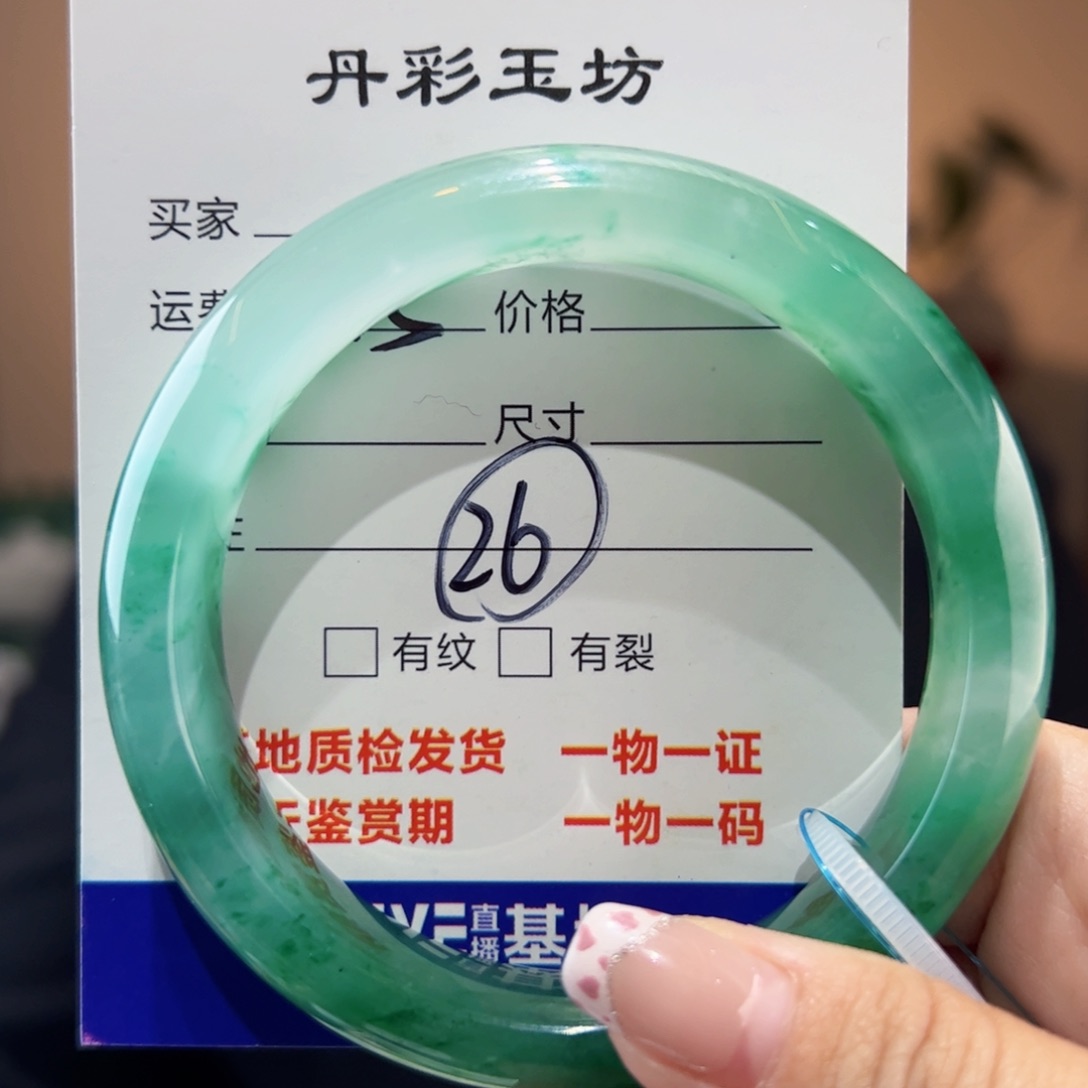 丹彩玉坊
买家
运费 价格
尺寸
26
有纹 有裂
地质检发货 一物一证
鉴赏期 一物一码
直播基